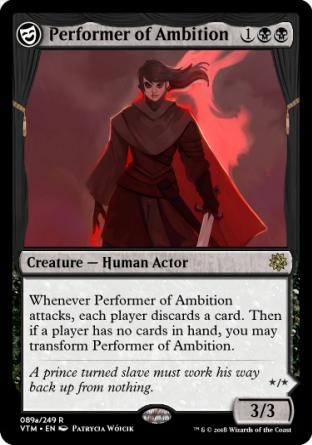 Performer of Ambition 1
Creature — Human Actor
Whenever Performer of Ambition
attacks, each player discards a card. Then
if a player has no cards in hand, you may
transform Performer of Ambition.
A prince turned slave must work his way
back up from nothing.
*/*
3/3
089a/249 R
VTM • EN Patrycja Wójcik
™ & © 2018 Wizards of the Coast